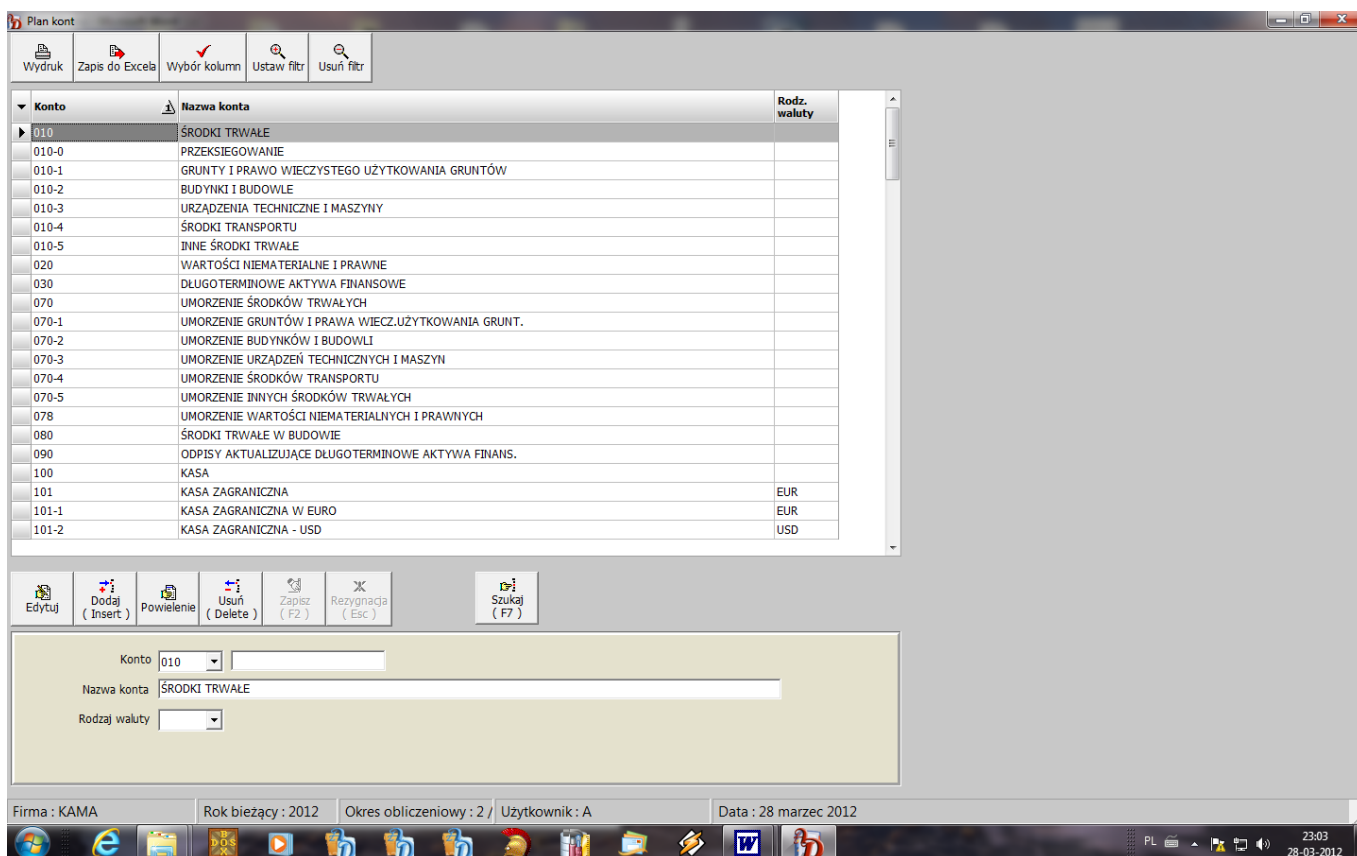 Plan kont
Wydruk
Zapis do Excela
Wybór kolumn
Ustaw filtr
Usuń filtr
Konto 1 Nazwa konta Rodz. waluty
010 ŚRODKI TRWAŁE
010-0 PRZEKSIEGOWANIE
010-1 GRUNTY I PRAWO WIECZYSTEGO UŻYTKOWANIA GRUNTÓW
010-2 BUDYNKI I BUDOWLE
010-3 URZĄDZENIA TECHNICZNE I MASZYNY
010-4 ŚRODKI TRANSPORTU
010-5 INNE ŚRODKI TRWAŁE
020 WARTOŚCI NIEMATERIALNE I PRAWNE
030 DŁUGOTERMINOWE AKTYWA FINANSOWE
070 UMORZENIE ŚRODKÓW TRWAŁYCH
070-1 UMORZENIE GRUNTÓW I PRAWA WIECZ.UŻYTKOWANIA GRUNT.
070-2 UMORZENIE BUDYNKÓW I BUDOWLI
070-3 UMORZENIE URZĄDZEŃ TECHNICZNYCH I MASZYN
070-4 UMORZENIE ŚRODKÓW TRANSPORTU
070-5 UMORZENIE INNYCH ŚRODKÓW TRWAŁYCH
078 UMORZENIE WARTOŚCI NIEMATERIALNYCH I PRAWNYCH
080 ŚRODKI TRWAŁE W BUDOWIE
090 ODPISY AKTUALIZUJĄCE DŁUGOTERMINOWE AKTYWA FINANS.
100 KASA
101 KASA ZAGRANICZNA EUR
101-1 KASA ZAGRANICZNA W EURO EUR
101-2 KASA ZAGRANICZNA - USD USD
Edytuj
Dodaj
( Insert )
Powielenie
Usuń
( Delete )
Zapisz
( F2 )
Rezygnacja
( Esc )
Szukaj
( F7 )
Konto 010
Nazwa konta ŚRODKI TRWAŁE
Rodzaj waluty
Firma : KAMA Rok bieżący : 2012 Okres obliczeniowy : 2 / Użytkownik : A Data : 28 marzec 2012
DOS
W
PL
23:03
28-03-2012